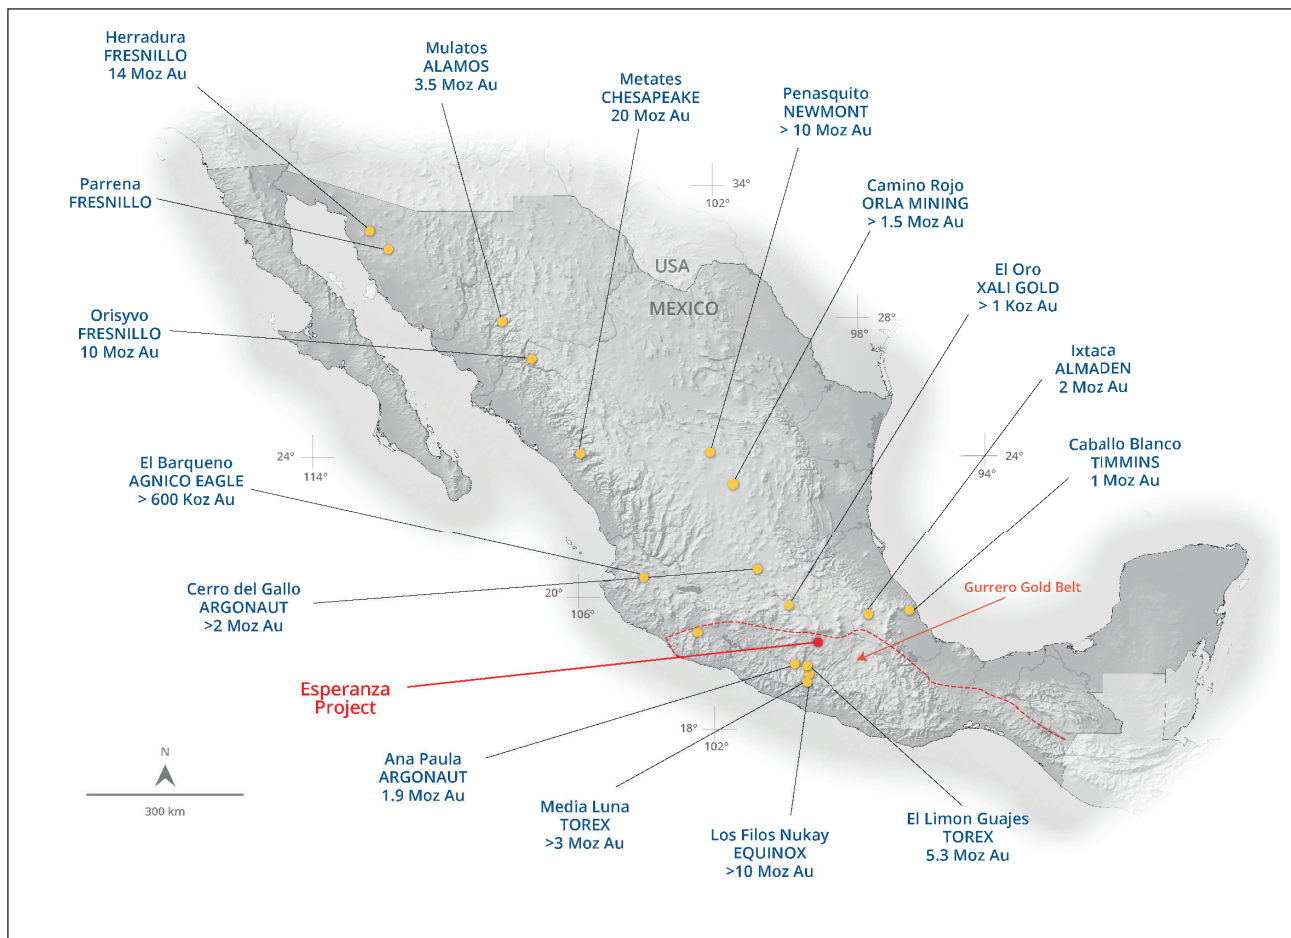 Herradura
FRESNILLO
14 Moz Au
Mulatos
ALAMOS
3.5 Moz Au
Metates
CHESAPEAKE
20 Moz Au
Penasquito
NEWMONT
> 10 Moz Au
Parrena
FRESNILLO
34°
102°
Camino Rojo
ORLA MINING
> 1.5 Moz Au
USA
MEXICO
El Oro
XALI GOLD
> 1 Koz Au
Orisyvo
FRESNILLO
10 Moz Au
28°
98°
Ixtaca
ALMADEN
2 Moz Au
24°
114°
24°
94°
Caballo Blanco
TIMMINS
1 Moz Au
El Barqueno
AGNICO EAGLE
> 600 Koz Au
Cerro del Gallo
ARGONAUT
>2 Moz Au
20°
106°
Gurrero Gold Belt
Esperanza
Project
18°
102°
N
300 km
Ana Paula
ARGONAUT
1.9 Moz Au
Media Luna
TOREX
>3 Moz Au
Los Filos Nukay
EQUINOX
>10 Moz Au
El Limon Guajes
TOREX
5.3 Moz Au